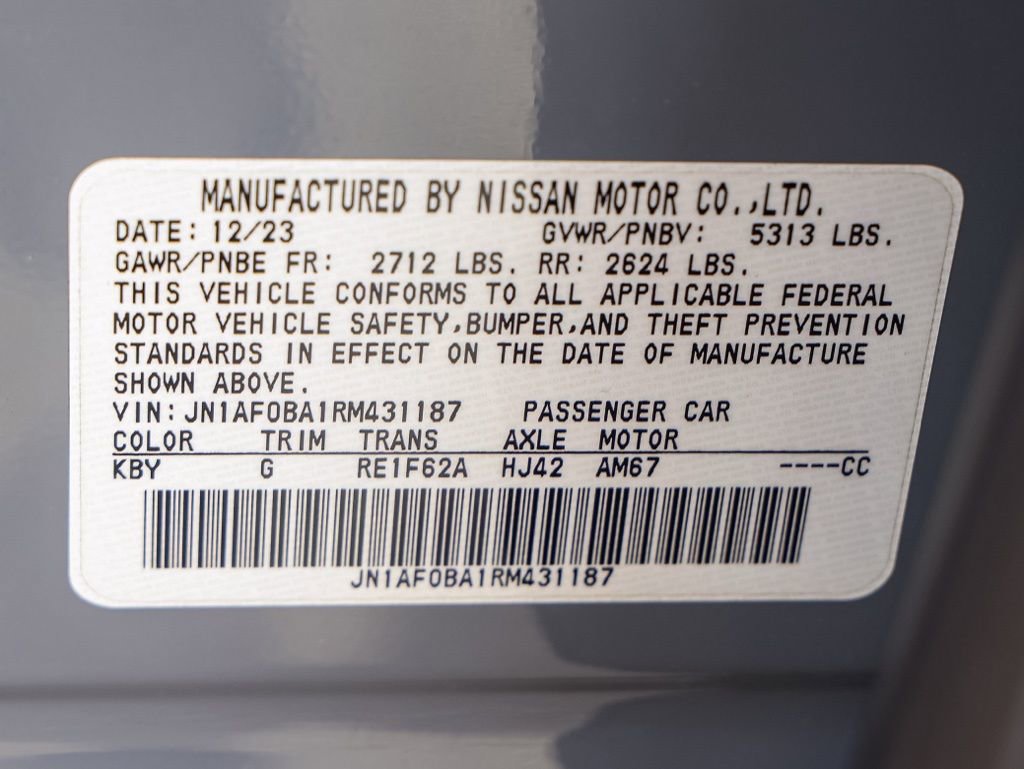 MANUFACTURED BY NISSAN MOTOR CO.,LTD.
DATE: 12/23 GVWR/PNBV: 5313 LBS.
GAWR/PNBE FR: 2712 LBS. RR: 2624 LBS.
THIS VEHICLE CONFORMS TO ALL APPLICABLE FEDERAL
MOTOR VEHICLE SAFETY,BUMPER,AND THEFT PREVENTION
STANDARDS IN EFFECT ON THE DATE OF MANUFACTURE
SHOWN ABOVE.
VIN:JN1AF0BA1RM431187 PASSENGER CAR
COLOR TRIM TRANS AXLE MOTOR
KBY G RE1F62A HJ42 AM67 ----CC
JN1AF0BA1RM431187